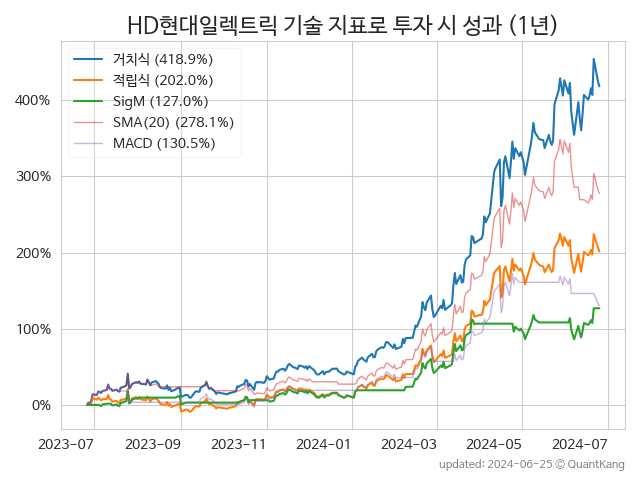 HD현대일렉트릭 기술 지표로 투자 시 성과 (1년)
거치식 (418.9%)
적립식 (202.0%)
SigM (127.0%)
SMA(20) (278.1%)
MACD (130.5%)
400%
300%
200%
100%
0%
2023-07 2023-09 2023-11 2024-01 2024-03 2024-05 2024-07
updated: 2024-06-25 ⓒ QuantKang